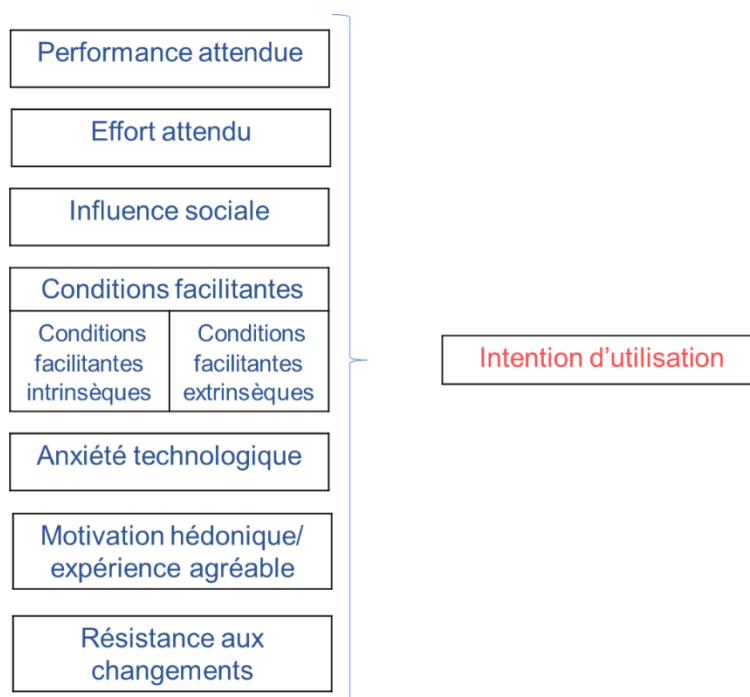 Performance attendue
Effort attendu
Influence sociale
Conditions facilitantes
Conditions
facilitantes
intrinsèques
Conditions
facilitantes
extrinsèques
Anxiété technologique
Motivation hédonique/
expérience agréable
Résistance aux
changements
Intention d’utilisation